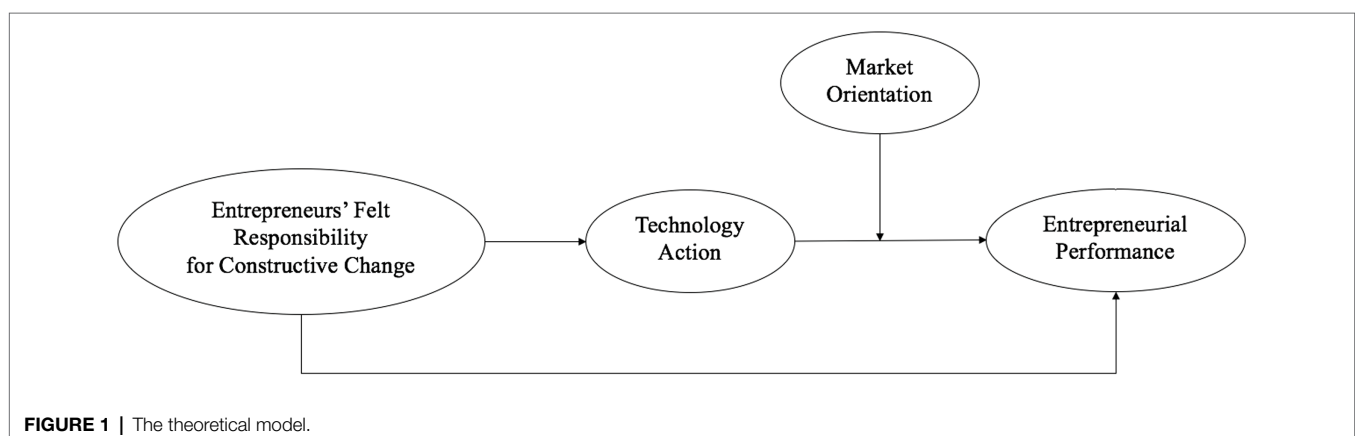 Market
Orientation
Entrepreneurs’ Felt
Responsibility
for Constructive Change
Technology
Action
Entrepreneurial
Performance
FIGURE 1 | The theoretical model.